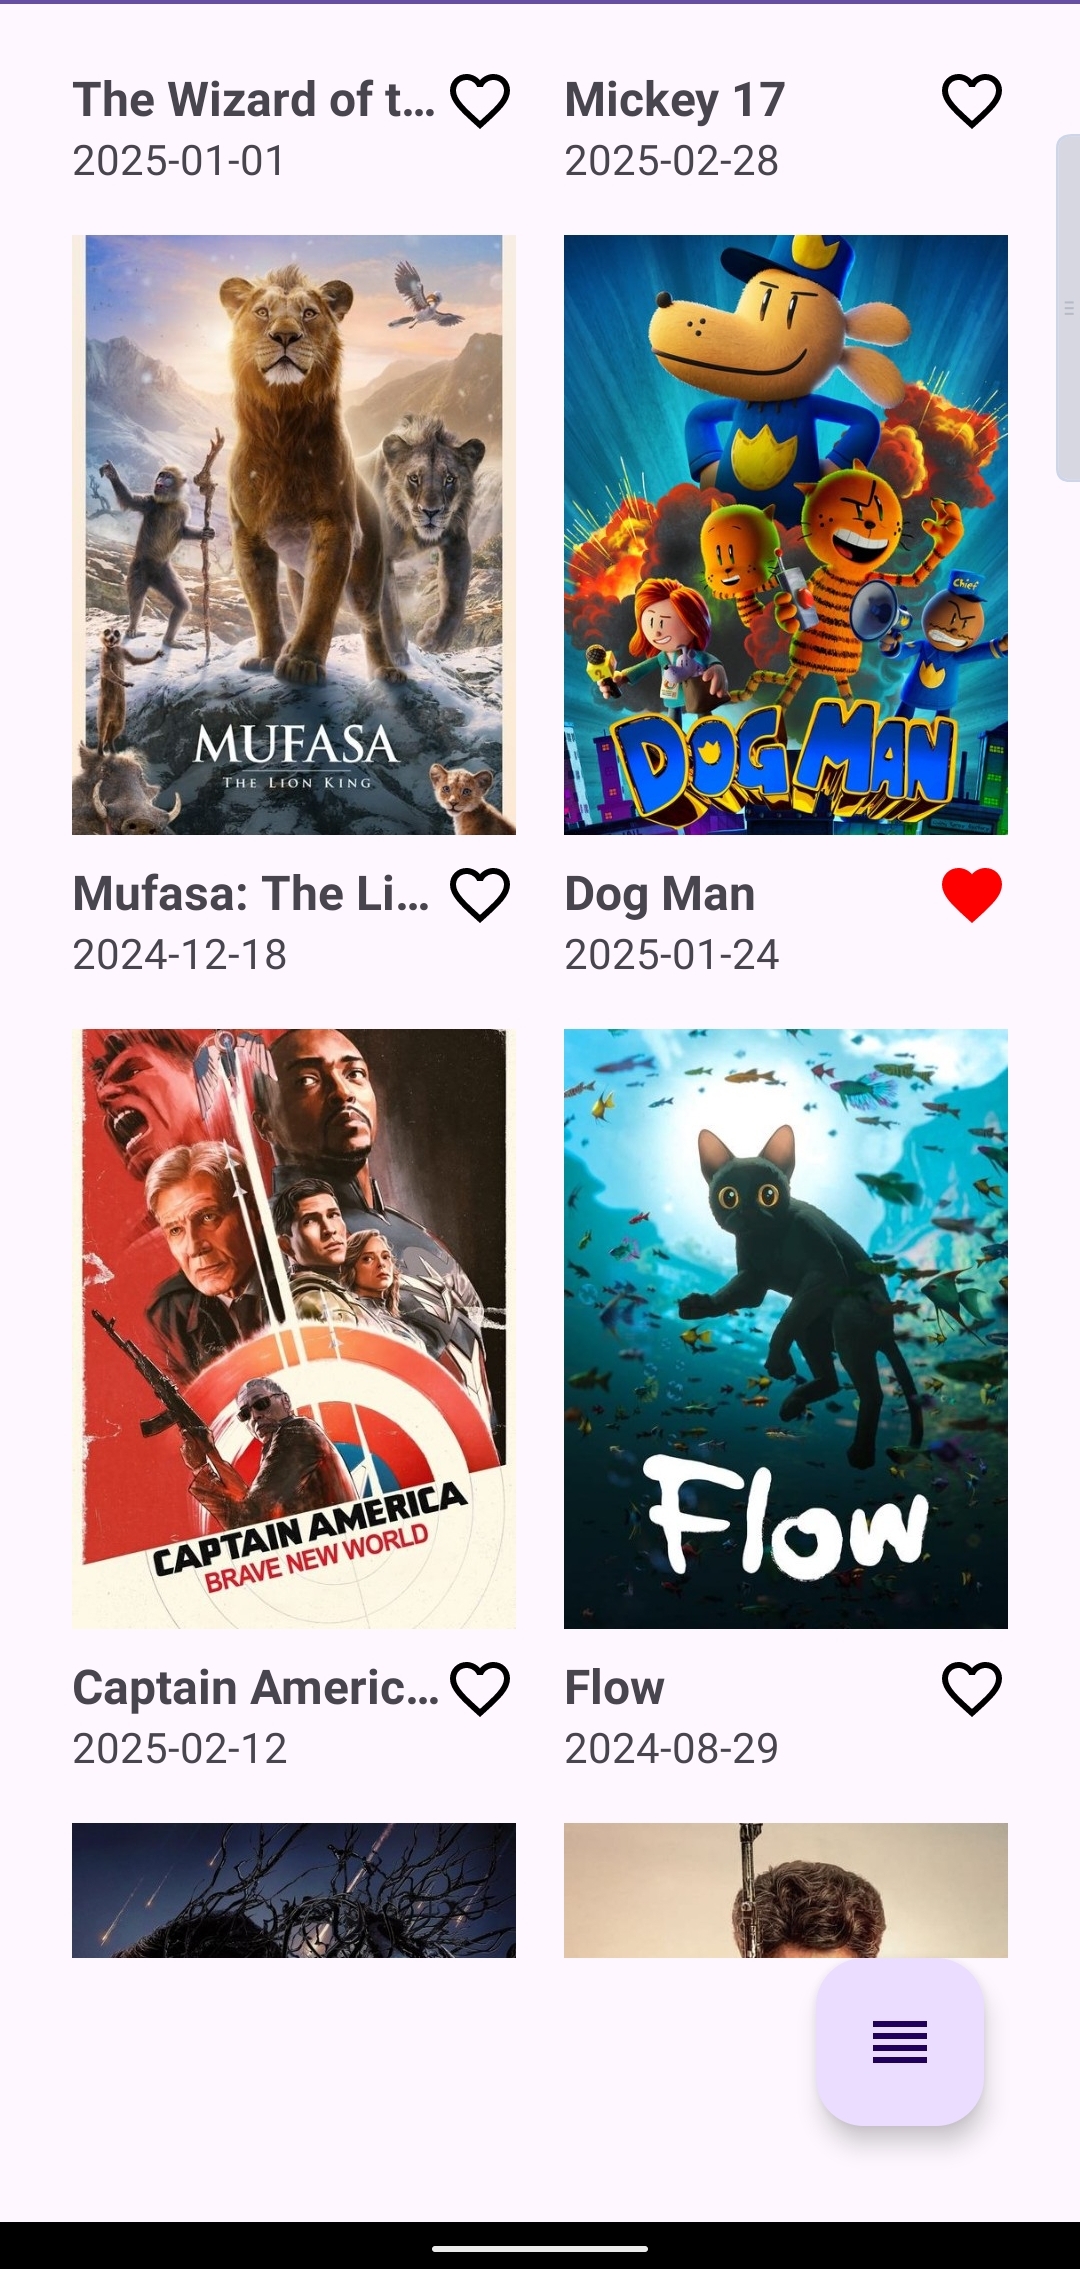 The Wizard of t...
Mickey 17
2025-01-01
2025-02-28
MUFASA
THE LION KING
Chief
DOG MAN
Mufasa: The Li...
Dog Man
2024-12-18
2025-01-24
CAPTAIN AMERICA
BRAVE NEW WORLD
Flow
Captain Americ...
Flow
2025-02-12
2024-08-29